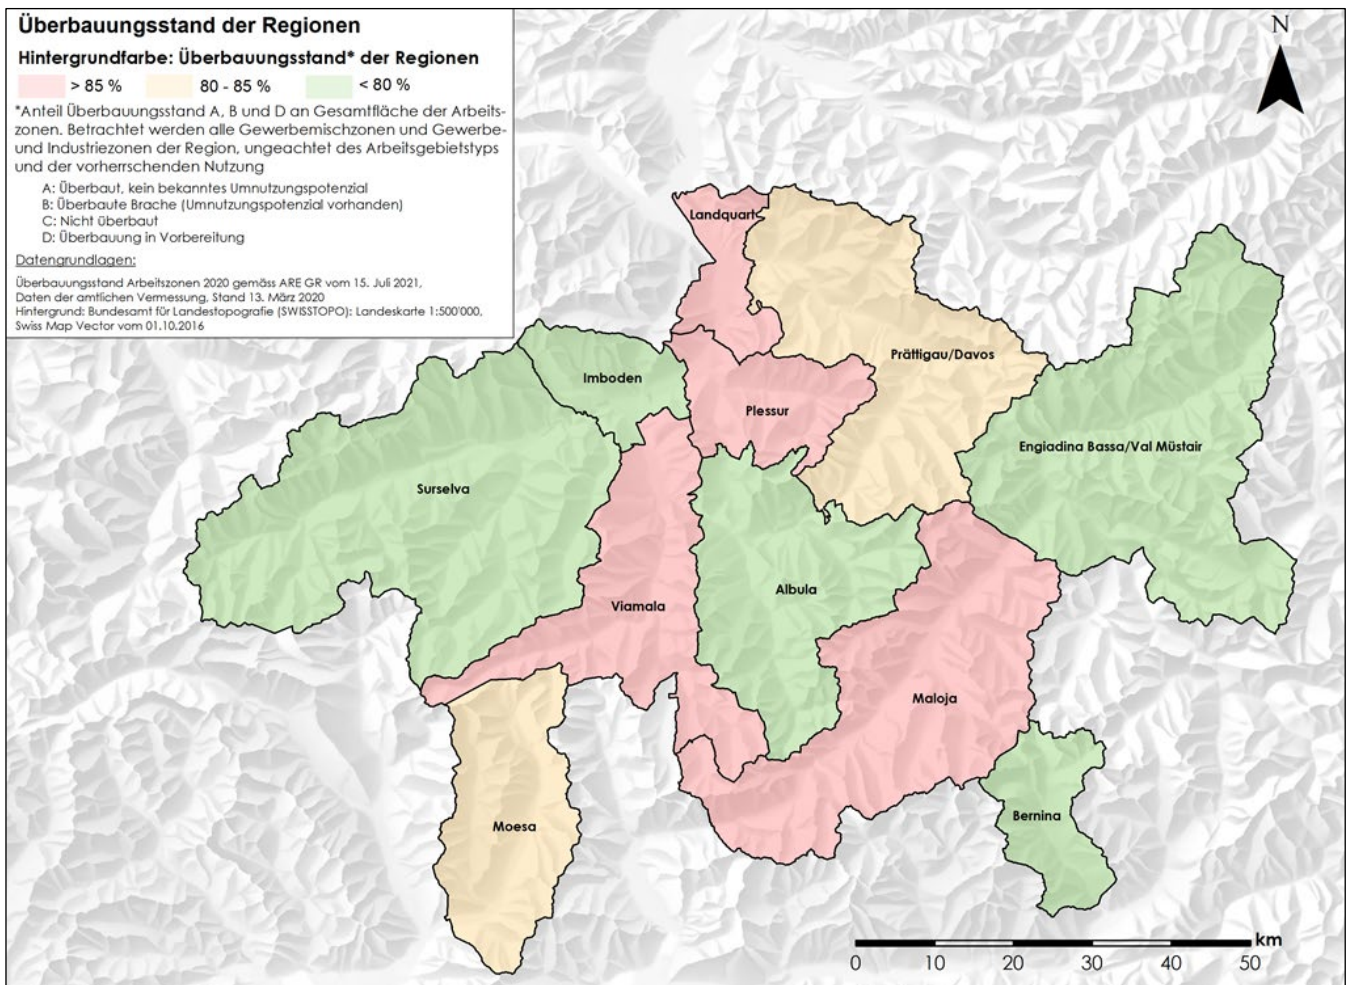 Überbauungsstand der Regionen
Hintergrundfarbe: Überbauungsstand* der Regionen
> 85 % 80 - 85 % < 80 %
*Anteil Überbauungsstand A, B und D an Gesamtfläche der Arbeits-
zonen. Betrachtet werden alle Gewerbemischzonen und Gewerbe-
und Industriezonen der Region, ungeachtet des Arbeitsgebietstyps
und der vorherrschenden Nutzung
A: Überbaut, kein bekanntes Umnutzungspotenzial
B: Überbaute Brache (Umnutzungspotenzial vorhanden)
C: Nicht überbaut
D: Überbauung in Vorbereitung
Datengrundlagen:
Überbauungsstand Arbeitszonen 2020 gemäss ARE GR vom 15. Juli 2021,
Daten der amtlichen Vermessung, Stand 13. März 2020
Hintergrund: Bundesamt für Landestopografie (SWISSTOPO): Landeskarte 1:500'000,
Swiss Map Vector vom 01.10.2016
N
Landquart
Prättigau/Davos
Imboden
Plessur
Engiadina Bassa/Val Müstair
Surselva
Albula
Viamala
Maloja
Bernina
Moesa
km
0 10 20 30 40 50